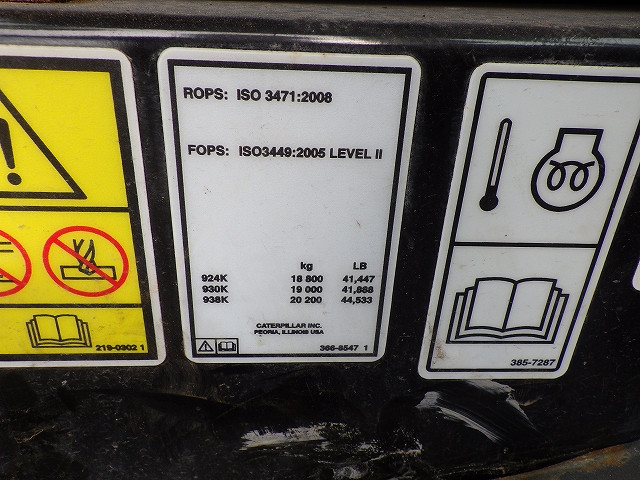 ROPS: ISO 3471:2008
FOPS: ISO3449:2005 LEVEL II
kg LB
924K 18 800 41,447
930K 19 000 41,888
938K 20 200 44,533
CATERPILLAR INC.
PEORIA, ILLINOIS USA
366-8547 1
219-0302 1
385-7287